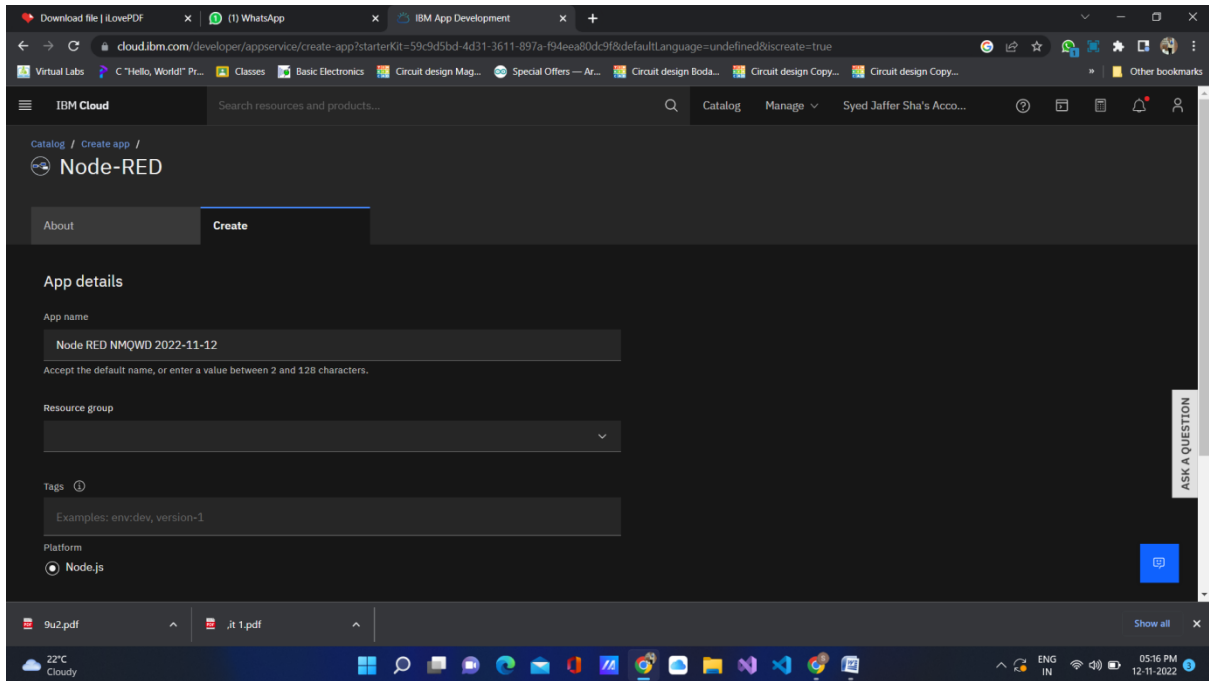 Download file | iLovePDF
(1) WhatsApp
IBM App Development
cloud.ibm.com/developer/appservice/create-app?starterKit=59c9d5bd-4d31-3611-897a-f94eea80dc9f&defaultLanguage=undefined&iscreate=true
Virtual Labs
C "Hello, World!" Pr...
Classes
Basic Electronics
Circuit design Mag...
Special Offers — Ar...
Circuit design Boda...
Circuit design Copy...
Circuit design Copy...
»
Other bookmarks
IBM Cloud
Search resources and products...
Catalog
Manage
Syed Jaffer Sha's Acco...
Catalog / Create app /
Node-RED
About
Create
App details
App name
Node RED NMQWD 2022-11-12
Accept the default name, or enter a value between 2 and 128 characters.
Resource group
ASK A QUESTION
Tags
Examples: env:dev, version-1
Platform
Node.js
9u2.pdf
,it 1.pdf
Show all
22°C
Cloudy
ENG
IN
05:16 PM
12-11-2022
3